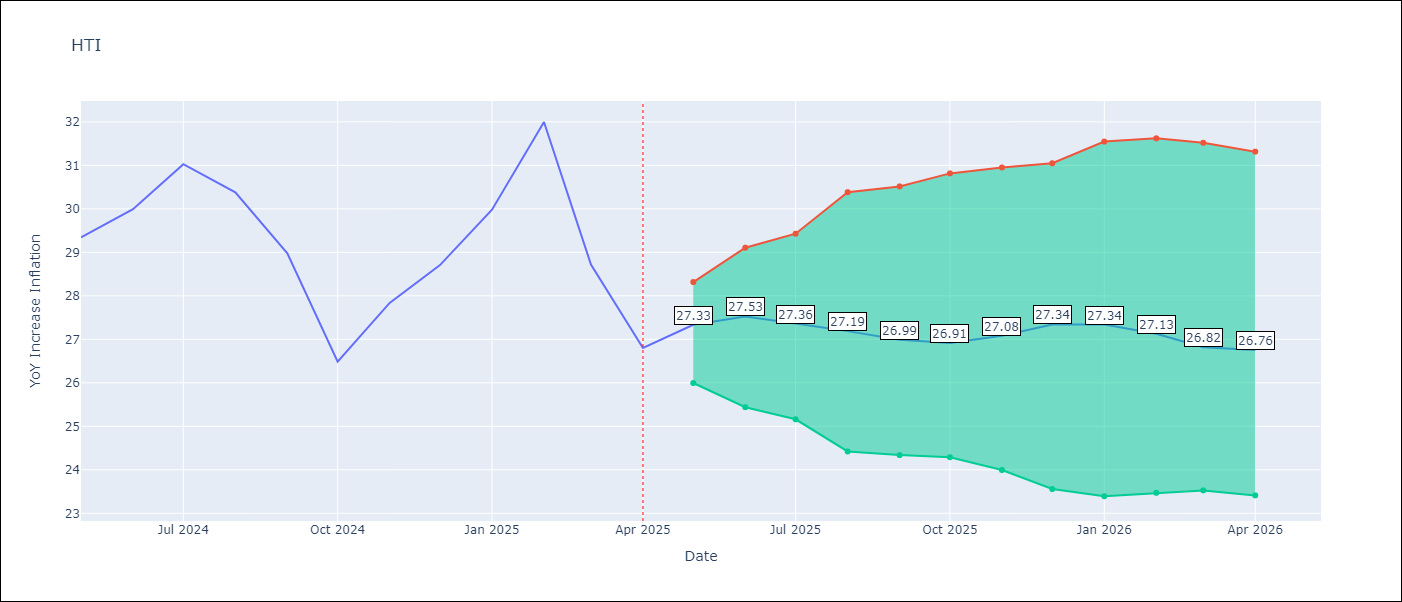 HTI
YoY Increase Inflation
32
31
30
29
28
27
26
25
24
23
27.33
27.53
27.36
27.19
26.99
26.91
27.08
27.34
27.34
27.13
26.82
26.76
Jul 2024
Oct 2024
Jan 2025
Apr 2025
Jul 2025
Oct 2025
Jan 2026
Apr 2026
Date